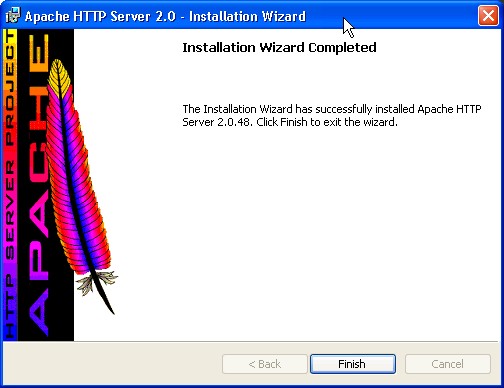 Apache HTTP Server 2.0 - Installation Wizard
Installation Wizard Completed
The Installation Wizard has successfully installed Apache HTTP
Server 2.0.48. Click Finish to exit the wizard.
HTTP SERVER PROJECT
APACHE
< Back
Finish
Cancel